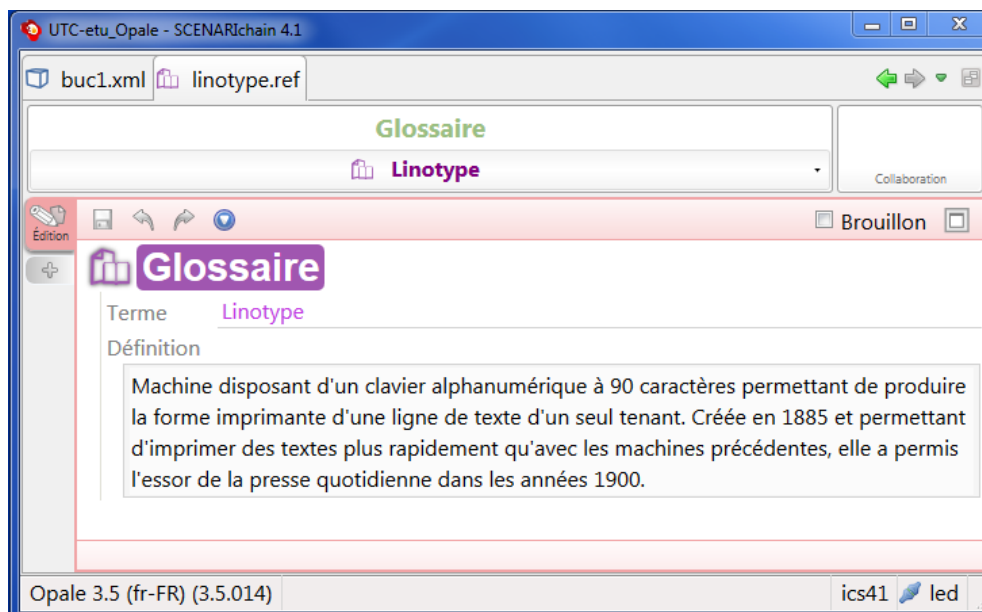 UTC-etu_Opale - SCENARIchain 4.1
buc1.xml linotype.ref
Glossaire
Linotype
Collaboration
Édition
Brouillon
Glossaire
Terme Linotype
Définition
Machine disposant d'un clavier alphanumérique à 90 caractères permettant de produire
la forme imprimante d'une ligne de texte d'un seul tenant. Créée en 1885 et permettant
d'imprimer des textes plus rapidement qu'avec les machines précédentes, elle a permis
l'essor de la presse quotidienne dans les années 1900.
Opale 3.5 (fr-FR) (3.5.014) ics41 led